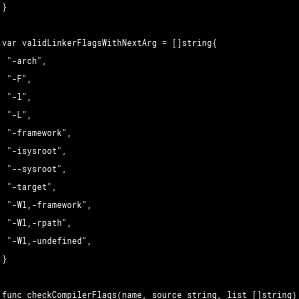 }
var validLinkerFlagsWithNextArg = []string{
"-arch",
"-F",
"-l",
"-L",
"-framework",
"-isysroot",
"--sysroot",
"-target",
"-Wl,-framework",
"-Wl,-rpath",
"-Wl,-undefined",
}
func checkCompilerFlags(name, source string, list []string)